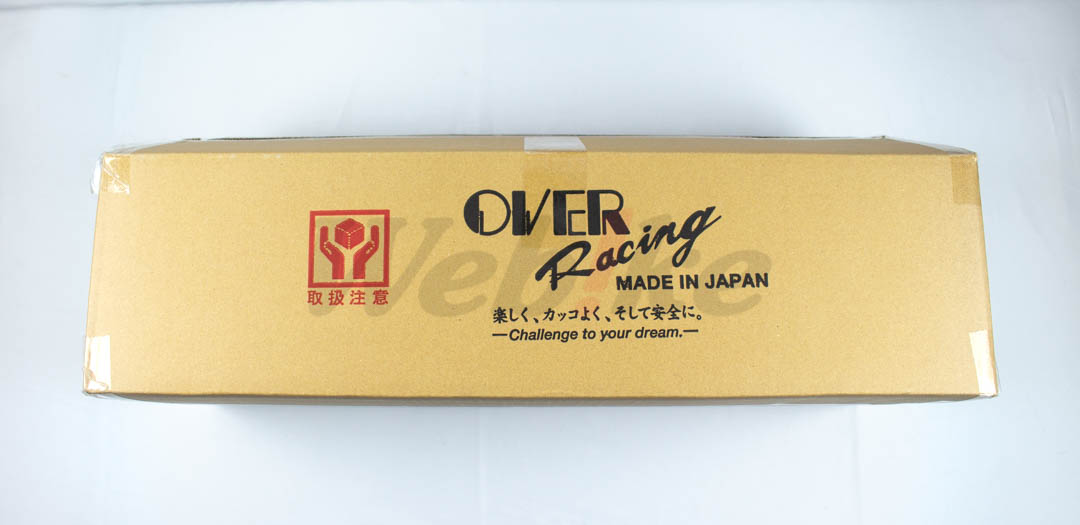 OVER
Racing
MADE IN JAPAN
取扱注意
Webike
楽しく、カッコよく、そして安全に。
—Challenge to your dream.—